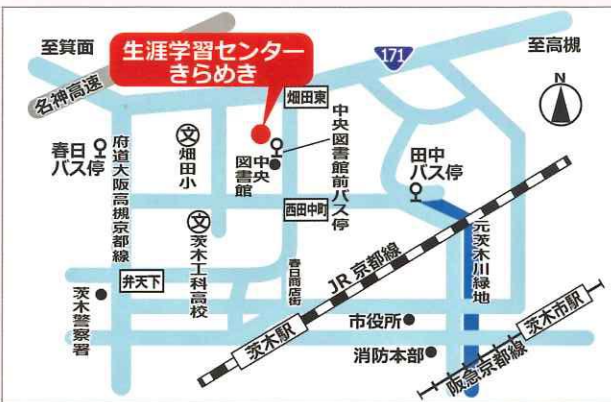 至箕面
生涯学習センター
きらめき
171
至高槻
名神高速
畑田東
N
春日
バス停
府道大阪高槻京都線
文
畑田小
中央
図書館
中央図書館前バス停
田中
バス停
西田中町
文
茨木工科高校
春日商店街
JR京都線
元茨木川緑地
弁天下
茨木警察署
茨木駅
市役所
消防本部
茨木市駅
阪急京都線